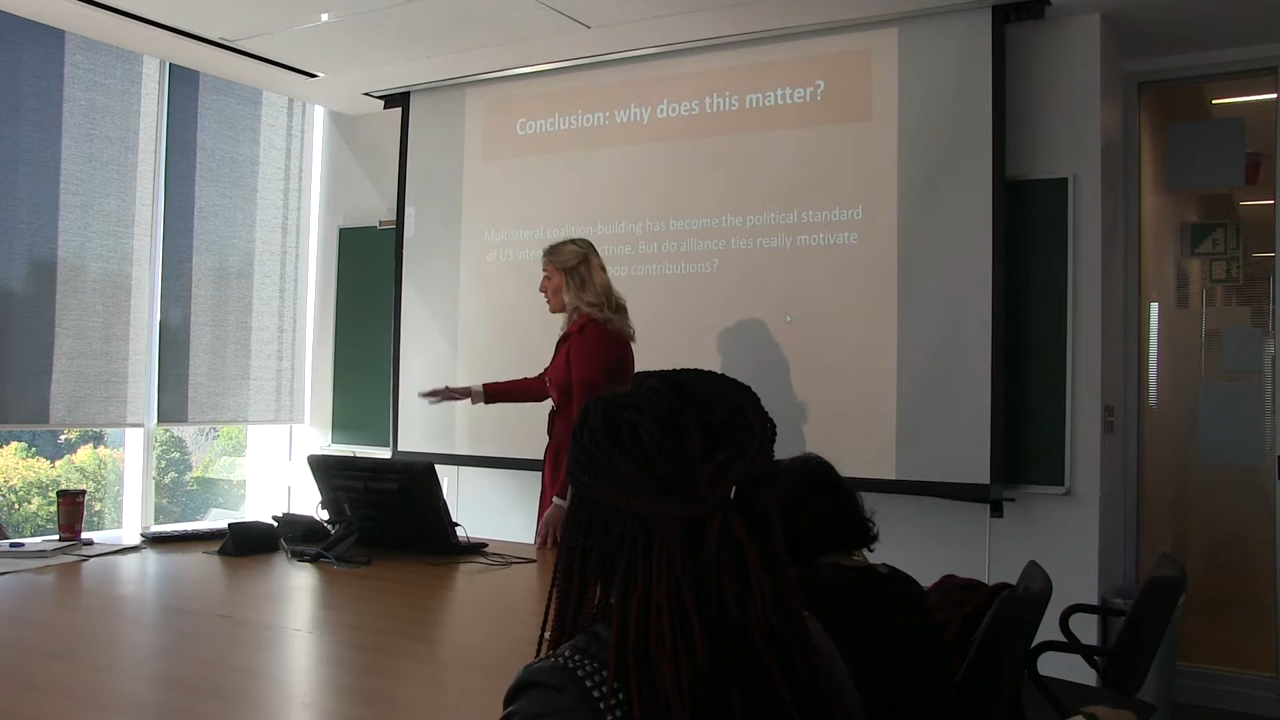 Conclusion: why does this matter?
Multilateral coalition-building has become the political standard
of US But do alliance ties really motivate
contributions?
F